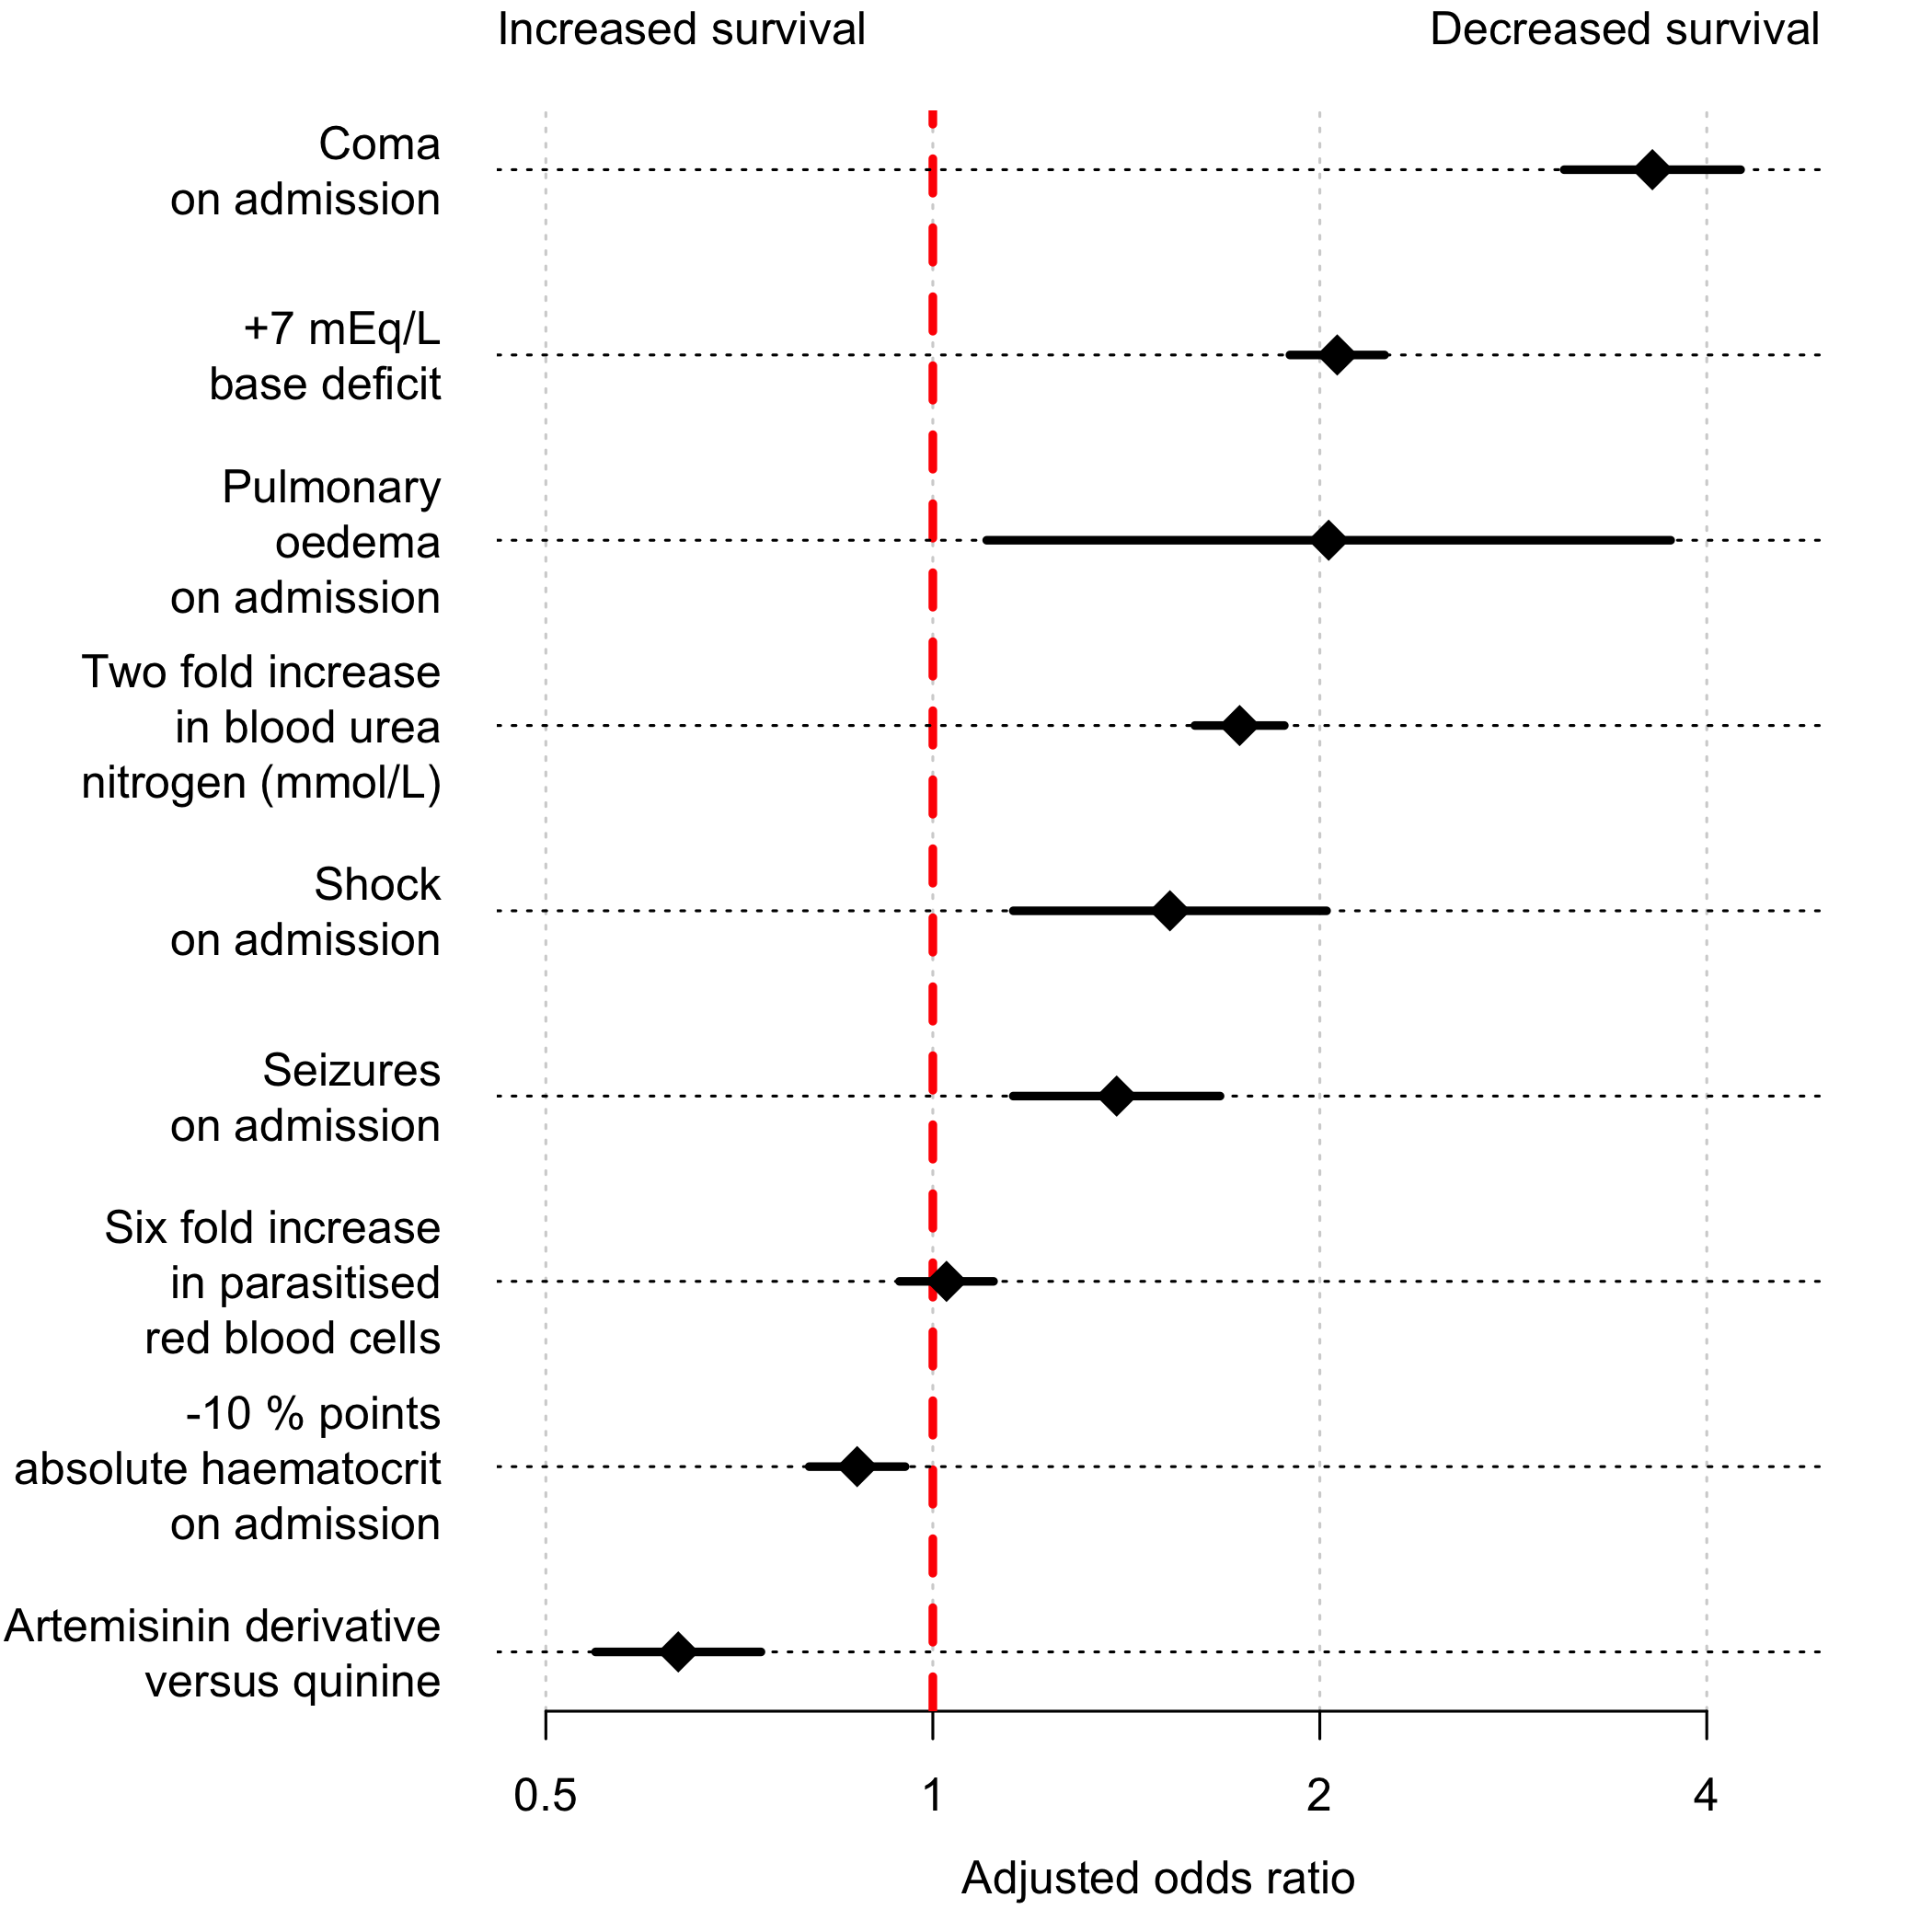 Increased survival
Decreased survival
Coma
on admission
+7 mEq/L
base deficit
Pulmonary
oedema
on admission
Two fold increase
in blood urea
nitrogen (mmol/L)
Shock
on admission
Seizures
on admission
Six fold increase
in parasitised
red blood cells
-10 % points
absolute haematocrit
on admission
Artemisinin derivative
versus quinine
0.5
1
2
4
Adjusted odds ratio